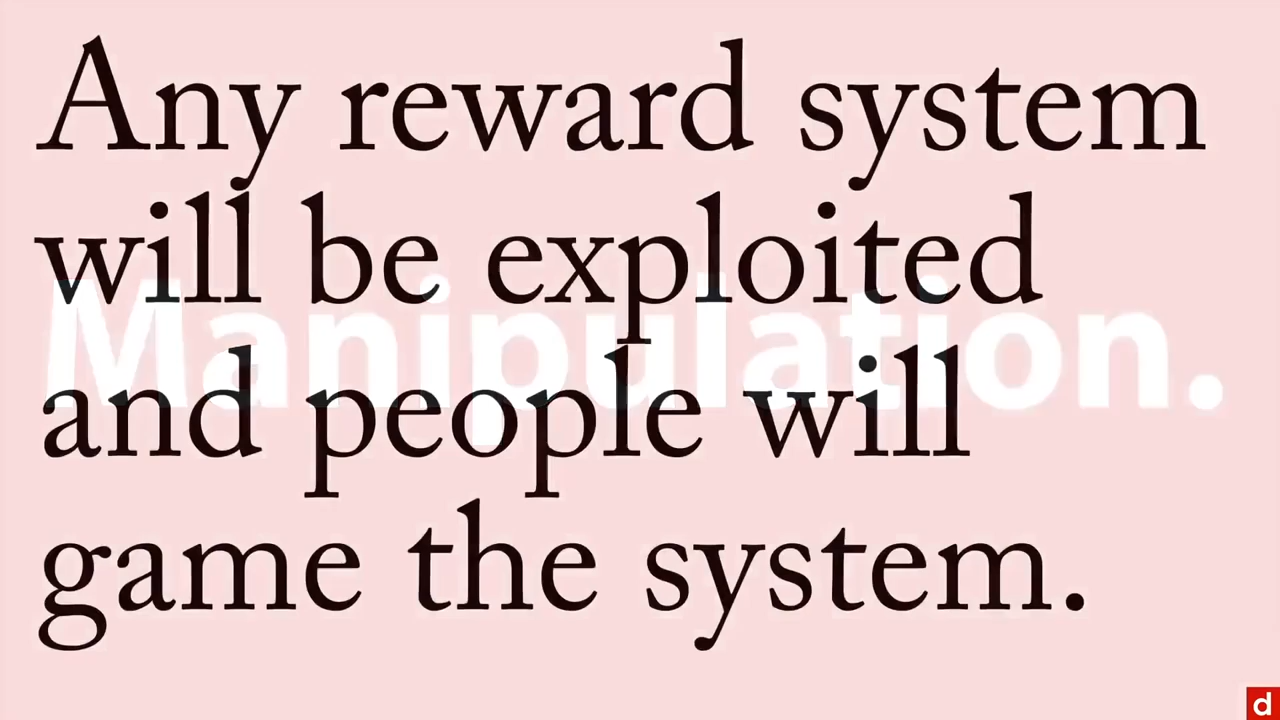 Any reward system
will be exploited
Manipulation.
and people will
game the system.
d